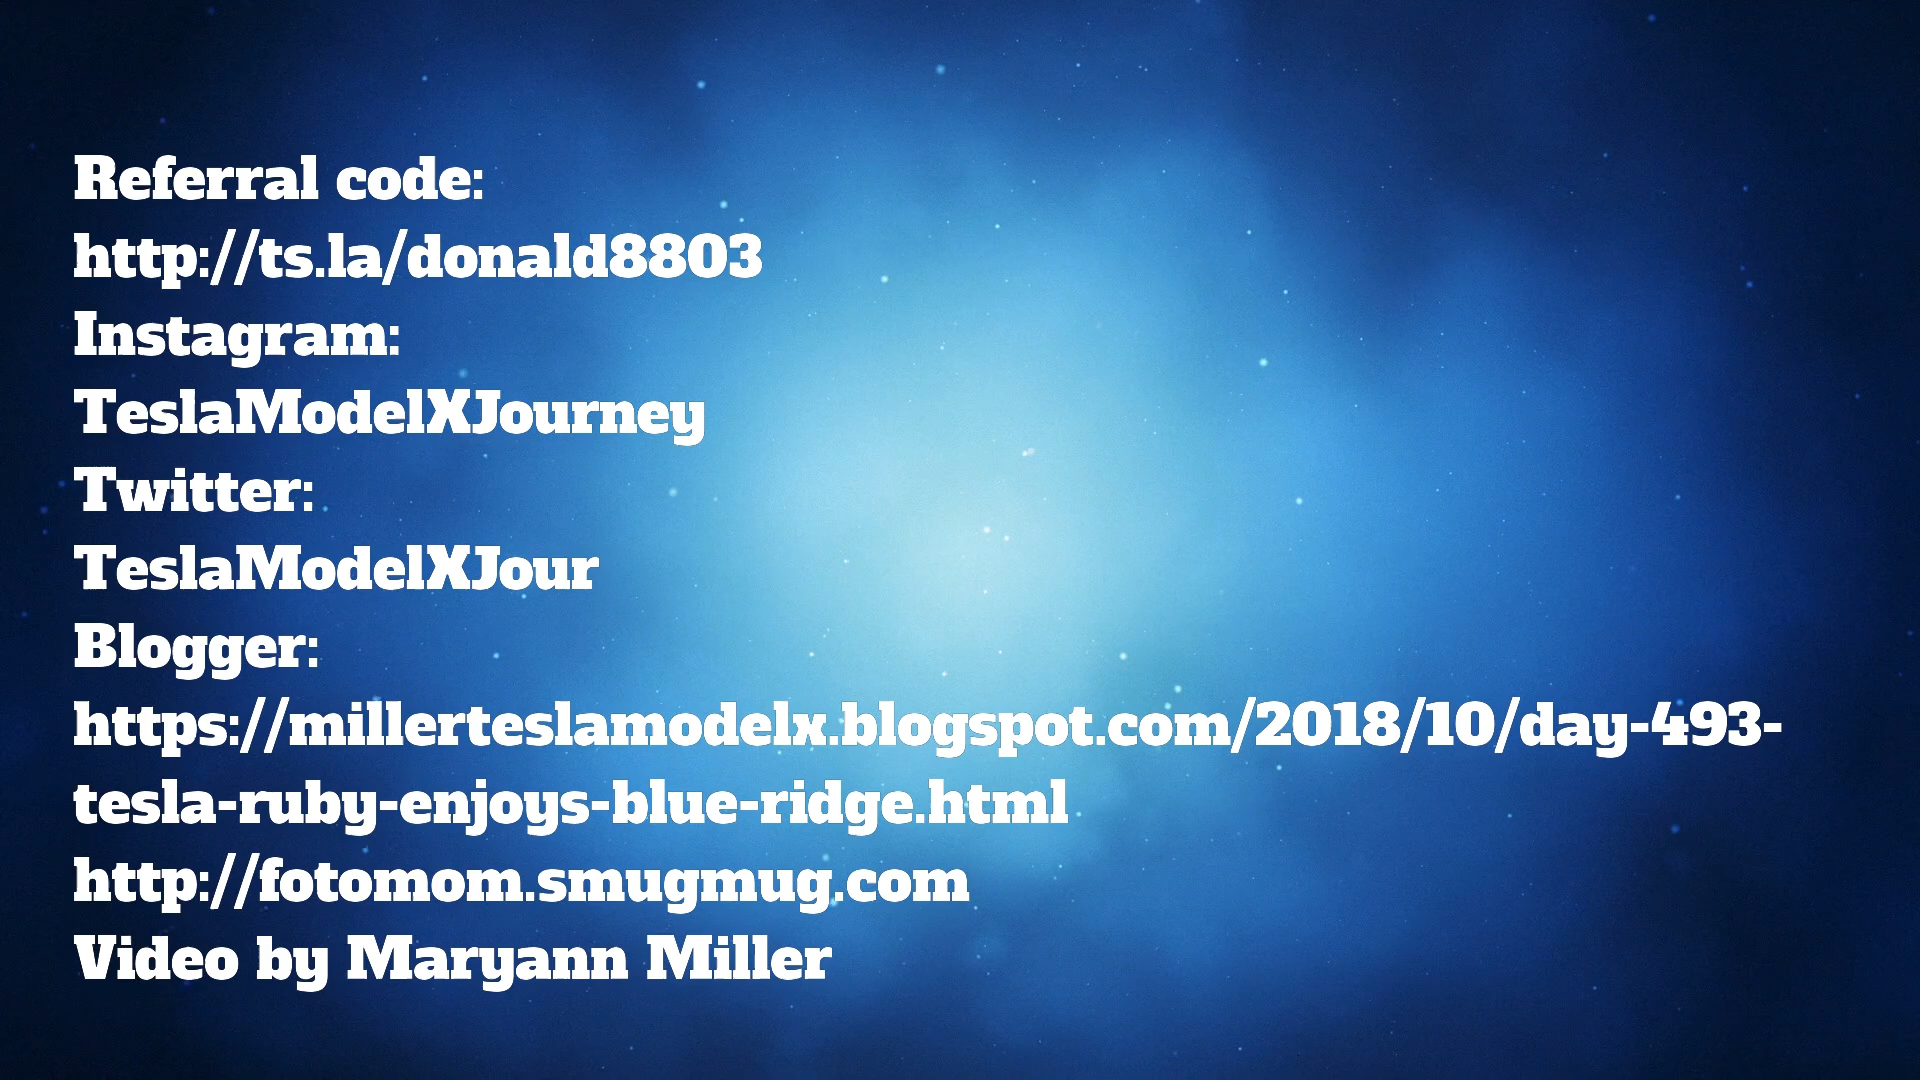 Referral code:
http://ts.la/donald8803
Instagram:
TeslaModelXJourney
Twitter:
TeslaModelXJour
Blogger:
https://millerteslamodelx.blogspot.com/2018/10/day-493-
tesla-ruby-enjoys-blue-ridge.html
http://fotomom.smugmug.com
Video by Maryann Miller